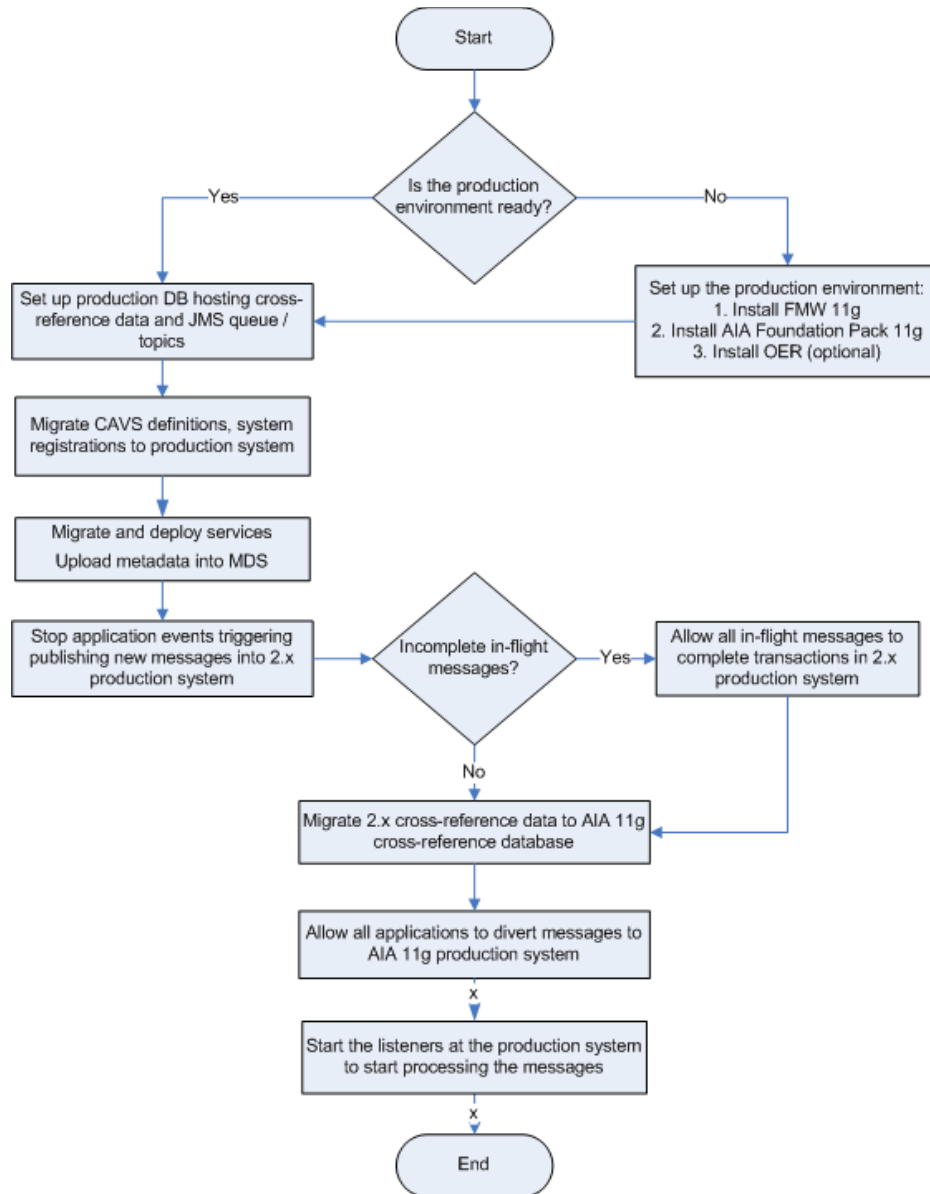 Start
Is the production
environment ready?
Yes
No
Set up production DB hosting cross-
reference data and JMS queue /
topics
Set up the production environment:
1. Install FMW 11g
2. Install AIA Foundation Pack 11g
3. Install OER (optional)
Migrate CAVS definitions, system
registrations to production system
Migrate and deploy services
Upload metadata into MDS
Stop application events triggering
publishing new messages into 2.x
production system
Incomplete in-flight
messages?
Yes
Allow all in-flight messages to
complete transactions in 2.x
production system
No
Migrate 2.x cross-reference data to AIA 11g
cross-reference database
Allow all applications to divert messages to
AIA 11g production system
x
Start the listeners at the production system
to start processing the messages
x
End